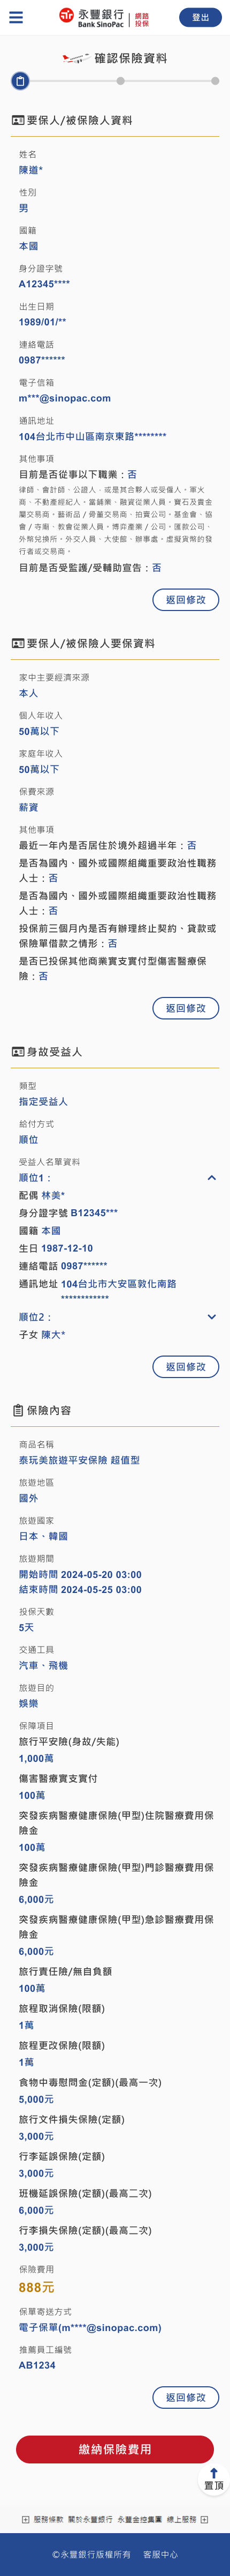 永豐銀行 Bank SinoPac 網路投保
登出
確認保險資料
要保人/被保險人資料
姓名
陳道*
性別
男
國籍
本國
身分證字號
A12345****
出生日期
1989/01/**
連絡電話
0987******
電子信箱
m***@sinopac.com
通訊地址
104台北市中山區南京東路********
其他事項
目前是否從事以下職業：否
律師、會計師、公證人、或是其合夥人或受僱人。軍火
商、不動產經紀人。當鋪業、融資從業人員。寶石及貴金
屬交易商。藝術品 / 骨董交易商、拍賣公司。基金會、協
會 / 寺廟、教會從業人員。博弈產業 / 公司。匯款公司、
外幣兌換所。外交人員、大使館、辦事處。虛擬貨幣的發
行者或交易商。
目前是否受監護/受輔助宣告：否
返回修改
要保人/被保險人要保資料
家中主要經濟來源
本人
個人年收入
50萬以下
家庭年收入
50萬以下
保費來源
薪資
其他事項
最近一年內是否居住於境外超過半年：否
是否為國內、國外或國際組織重要政治性職務
人士：否
是否為國內、國外或國際組織重要政治性職務
人士：否
投保前三個月內是否有辦理終止契約、貸款或
保險單借款之情形：否
是否已投保其他商業實支實付型傷害醫療保
險：否
返回修改
身故受益人
類型
指定受益人
給付方式
順位
受益人名單資料
順位1：
配偶 林美*
身分證字號 B12345***
國籍 本國
生日 1987-12-10
連絡電話 0987******
通訊地址 104台北市大安區敦化南路
************
順位2：
子女 陳大*
返回修改
保險內容
商品名稱
泰玩美旅遊平安保險 超值型
旅遊地區
國外
旅遊國家
日本、韓國
旅遊期間
開始時間 2024-05-20 03:00
結束時間 2024-05-25 03:00
投保天數
5天
交通工具
汽車、飛機
旅遊目的
娛樂
保障項目
旅行平安險(身故/失能)
1,000萬
傷害醫療實支實付
100萬
突發疾病醫療健康保險(甲型)住院醫療費用保
險金
100萬
突發疾病醫療健康保險(甲型)門診醫療費用保
險金
6,000元
突發疾病醫療健康保險(甲型)急診醫療費用保
險金
6,000元
旅行責任險/無自負額
100萬
旅程取消保險(限額)
1萬
旅程更改保險(限額)
1萬
食物中毒慰問金(定額)(最高一次)
5,000元
旅行文件損失保險(定額)
3,000元
行李延誤保險(定額)
3,000元
班機延誤保險(定額)(最高二次)
6,000元
行李損失保險(定額)(最高二次)
3,000元
保險費用
888元
保單寄送方式
電子保單(m****@sinopac.com)
推薦員工編號
AB1234
返回修改
繳納保險費用
置頂
服務條款 關於永豐銀行 永豐金控集團 線上服務
©永豐銀行版權所有 客服中心